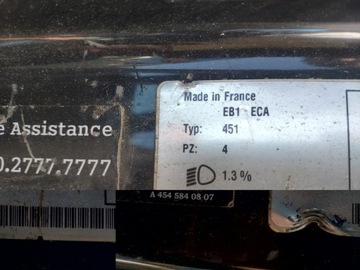 e Assistance
0.2777.7777
Made in France
EB1 ECA
Typ: 451
PZ: 4
1.3 %
A 454 584 08 07